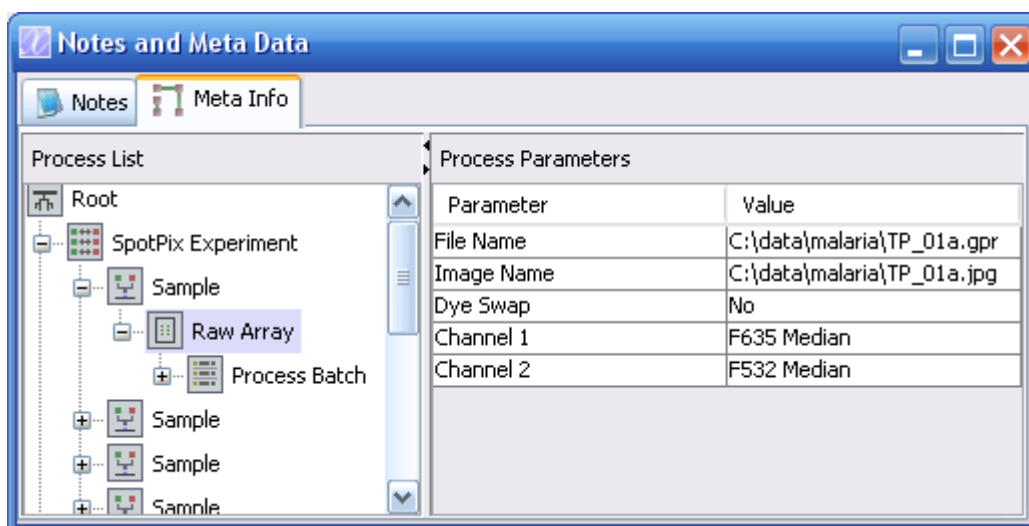 Notes and Meta Data
Notes
Meta Info
Process List
Root
SpotPix Experiment
Sample
Raw Array
Process Batch
Sample
Sample
Sample
Process Parameters
Parameter Value
File Name C:\data\malaria\TP_01a.gpr
Image Name C:\data\malaria\TP_01a.jpg
Dye Swap No
Channel 1 F635 Median
Channel 2 F532 Median